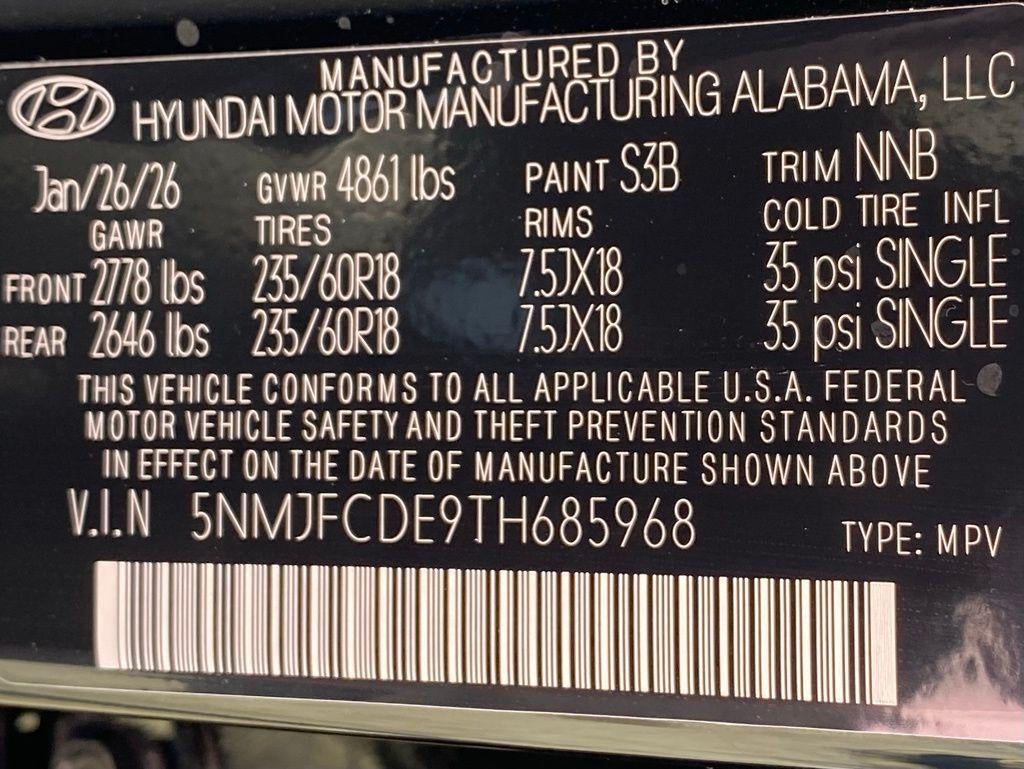 MANUFACTURED BY
HYUNDAI MOTOR MANUFACTURING ALABAMA, LLC
Jan/26/26 GVWR 4861 lbs PAINT S3B TRIM NNB
GAWR TIRES RIMS COLD TIRE INFL
FRONT 2778 lbs 235/60R18 7.5JX18 35 psi SINGLE
REAR 2646 lbs 235/60R18 7.5JX18 35 psi SINGLE
THIS VEHICLE CONFORMS TO ALL APPLICABLE U.S.A. FEDERAL
MOTOR VEHICLE SAFETY AND THEFT PREVENTION STANDARDS
IN EFFECT ON THE DATE OF MANUFACTURE SHOWN ABOVE
V.I.N 5NMJFCDE9TH685968 TYPE: MPV